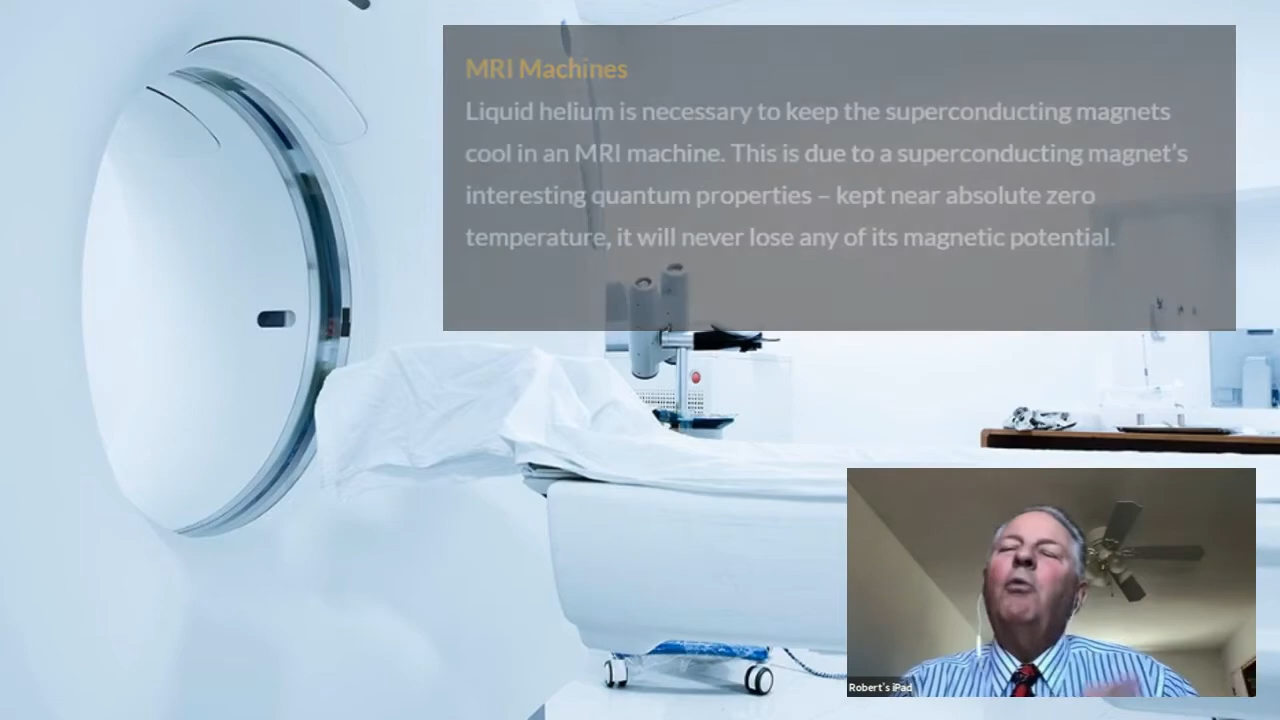 MRI Machines
Liquid helium is necessary to keep the superconducting magnets
cool in an MRI machine. This is due to a superconducting magnet's
interesting quantum properties – kept near absolute zero
temperature, it will never lose any of its magnetic potential.
Robert's iPad